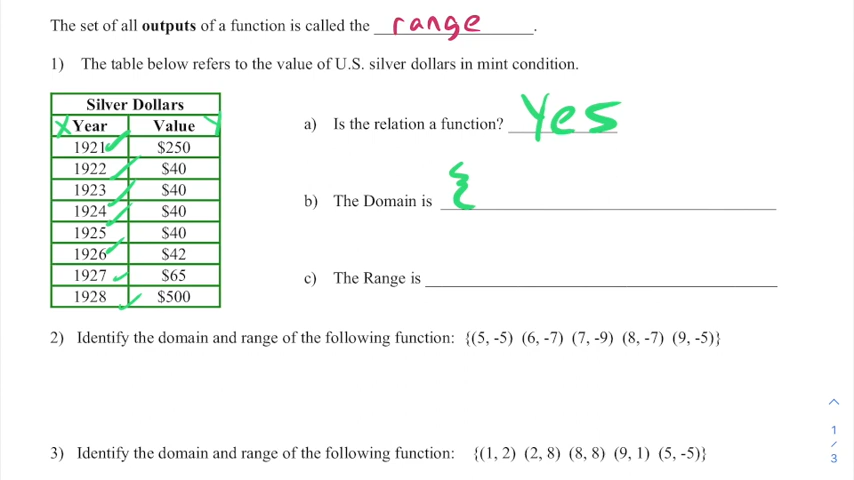 The set of all outputs of a function is called the range.
1) The table below refers to the value of U.S. silver dollars in mint condition.
Silver Dollars
X Year Value Y
1921 $250
1922 $40
1923 $40
1924 $40
1925 $40
1926 $42
1927 $65
1928 $500
a) Is the relation a function? Yes
b) The Domain is {
c) The Range is
2) Identify the domain and range of the following function: {(5, -5) (6, -7) (7, -9) (8, -7) (9, -5)}
3) Identify the domain and range of the following function: {(1, 2) (2, 8) (8, 8) (9, 1) (5, -5)}
1
/
3